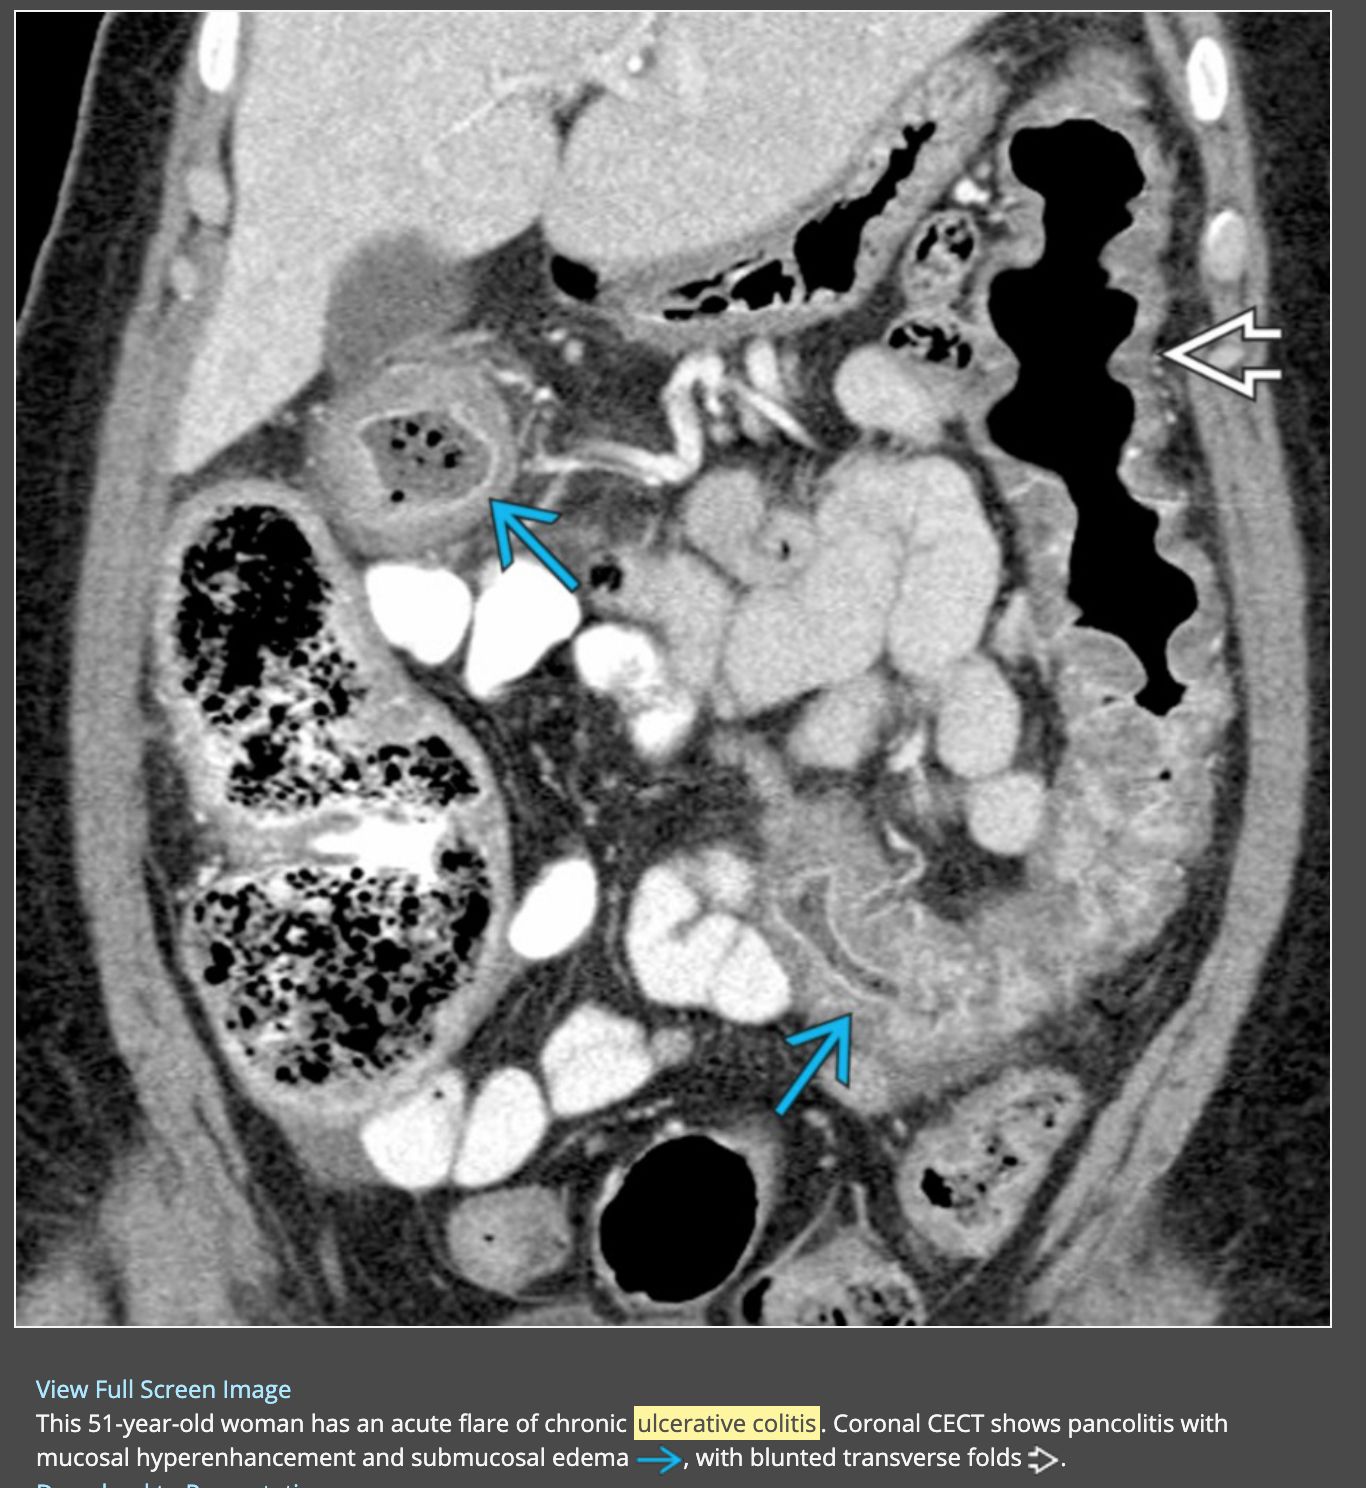 View Full Screen Image
This 51-year-old woman has an acute flare of chronic ulcerative colitis. Coronal CECT shows pancolitis with
mucosal hyperenhancement and submucosal edema , with blunted transverse folds .